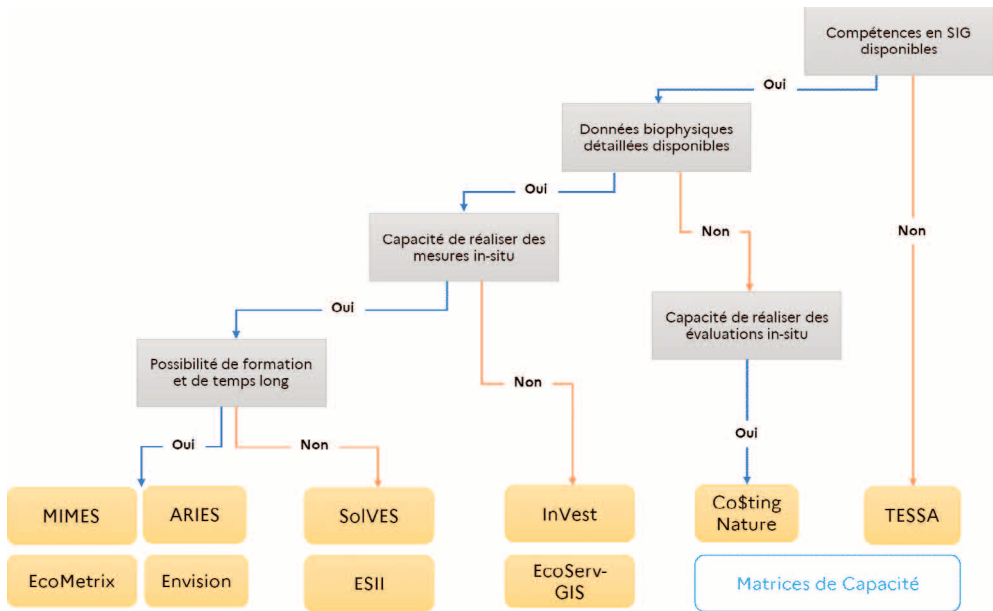 Compétences en SIG
disponibles
Oui
Données biophysiques
détaillées disponibles
Oui
Non
Non
Capacité de réaliser des
mesures in-situ
Capacité de réaliser des
évaluations in-situ
Oui
Possibilité de formation
et de temps long
Non
Oui
Oui
Non
MIMES
ARIES
SolVES
InVest
Co$ting
Nature
TESSA
EcoMetrix
Envision
ESII
EcoServ-
GIS
Matrices de Capacité